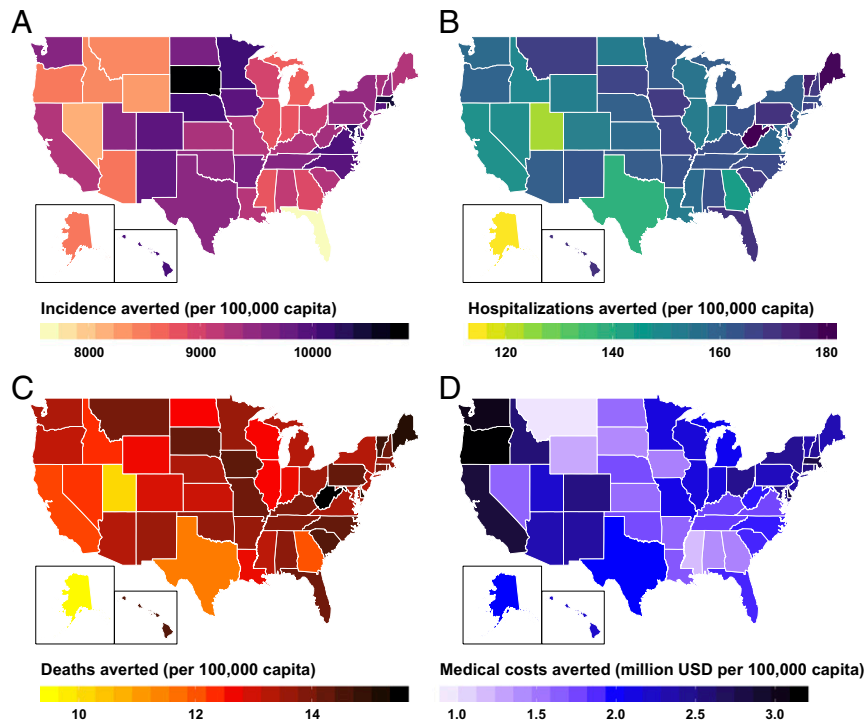 A
B
Incidence averted (per 100,000 capita)
8000 9000 10000
Hospitalizations averted (per 100,000 capita)
120 140 160 180
C
D
Deaths averted (per 100,000 capita)
10 12 14
Medical costs averted (million USD per 100,000 capita)
1.0 1.5 2.0 2.5 3.0